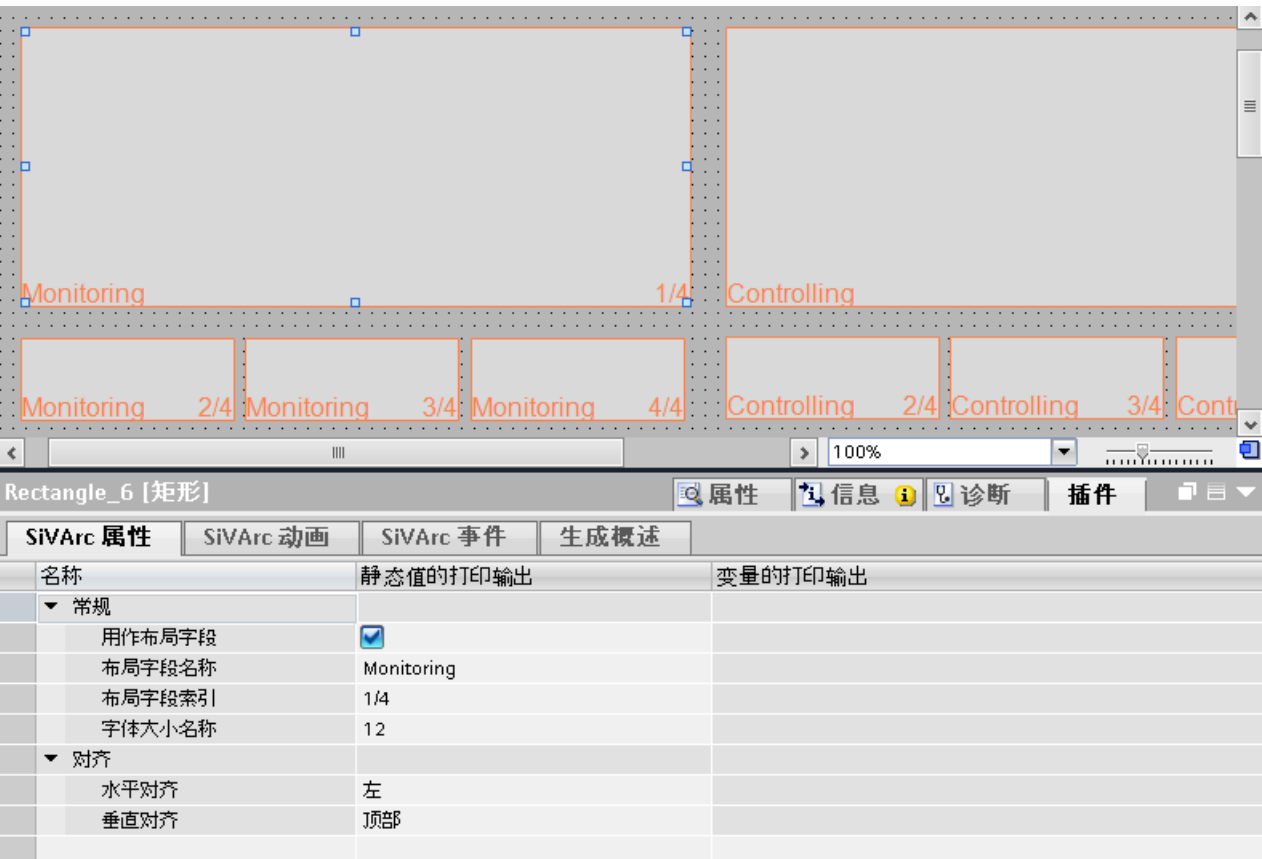 Monitoring 1/4 Controlling
Monitoring 2/4 Monitoring 3/4 Monitoring 4/4 Controlling 2/4 Controlling 3/4 Cont
100%
Rectangle_6 [矩形] 属性 信息 诊断 插件
SiVArc 属性 SiVArc 动画 SiVArc 事件 生成概述
名称 静态值的打印输出 变量的打印输出
常规
用作布局字段
布局字段名称 Monitoring
布局字段索引 1/4
字体大小名称 12
对齐
水平对齐 左
垂直对齐 顶部